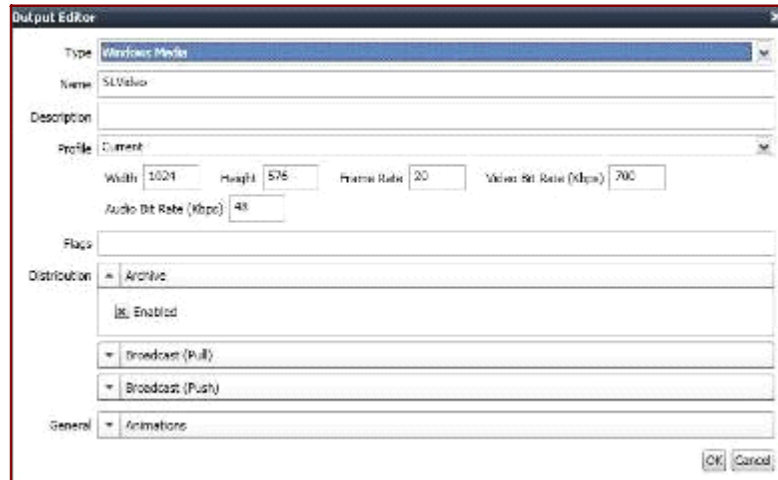 Output Editor
Type Windows Media
Name SLVideo
Description
Profile Current
Width 1024 Height 576 Frame Rate 20 Video Bit Rate (Kbps) 700
Audio Bit Rate (Kbps) 48
Flags
Distribution Archive
Enabled
Broadcast (Pull)
Broadcast (Push)
General Animations
OK Cancel